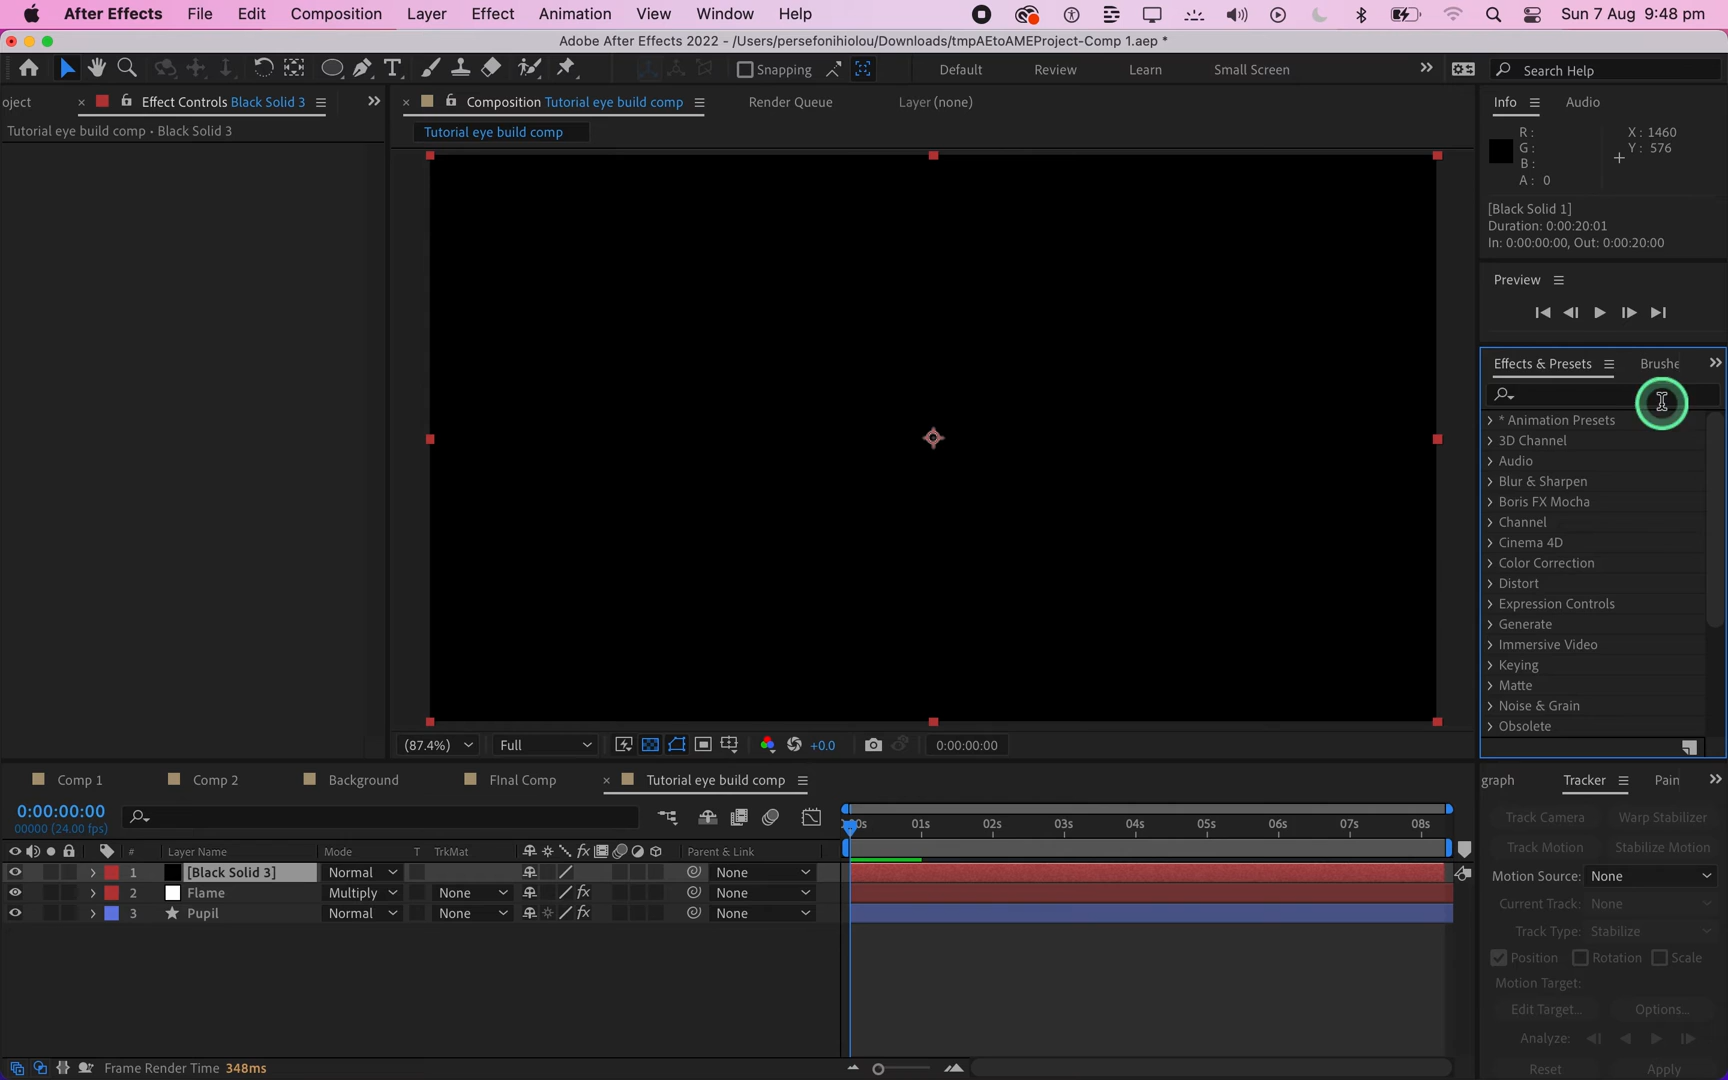 After Effects File Edit Composition Layer Effect Animation View Window Help Sun 7 Aug 9:48 pm
Adobe After Effects 2022 - /Users/persefonihiolou/Downloads/tmpAEtoAMEProject-Comp 1.aep *
Snapping Default Review Learn Small Screen Search Help
oject Effect Controls Black Solid 3 Composition Tutorial eye build comp Render Queue Layer (none) Info Audio
Tutorial eye build comp • Black Solid 3 Tutorial eye build comp
R: X: 1460
G: Y: 576
B:
A: 0
[Black Solid 1]
Duration: 0:00:20:01
In: 0:00:00:00, Out: 0:00:20:00
Preview
Effects & Presets Brushe
* Animation Presets
3D Channel
Audio
Blur & Sharpen
Boris FX Mocha
Channel
Cinema 4D
Color Correction
Distort
Expression Controls
Generate
Immersive Video
Keying
Matte
Noise & Grain
Obsolete
(87.4%) Full +0.0 0:00:00:00
Comp 1 Comp 2 Background FInal Comp Tutorial eye build comp
0:00:00:00
00000 (24.00 fps)
01s 02s 03s 04s 05s 06s 07s 08s
# Layer Name Mode T TrkMat Parent & Link
1 [Black Solid 3] Normal None
2 Flame Multiply None None
3 Pupil Normal None None
Frame Render Time 348ms
graph Tracker Pain
Track Camera Warp Stabilizer
Track Motion Stabilize Motion
Motion Source: None
Current Track: None
Track Type: Stabilize
Position Rotation Scale
Motion Target:
Edit Target... Options...
Analyze:
Reset Apply